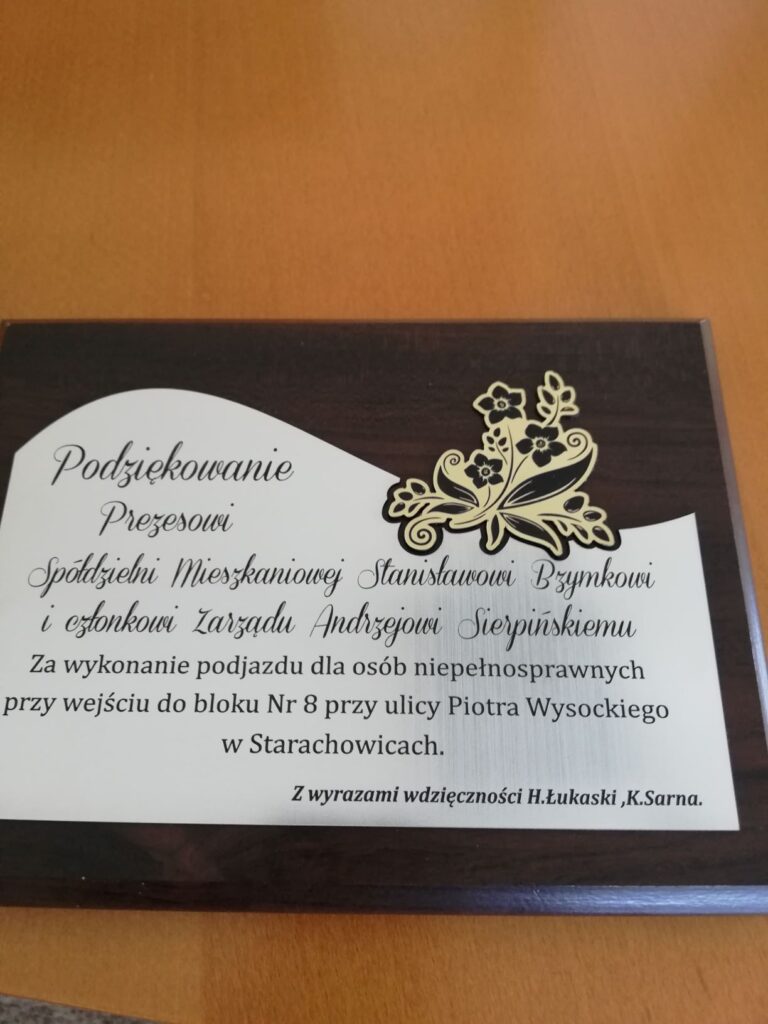 Podziękowanie
Prezesowi
Spółdzielni Mieszkaniowej Stanisławowi Bzymkowi
i członkowi Zarządu Andrzejowi Sierpińskiemu
Za wykonanie podjazdu dla osób niepełnosprawnych
przy wejściu do bloku Nr 8 przy ulicy Piotra Wysockiego
w Starachowicach.
Z wyrazami wdzięczności H.Łukaski ,K.Sarna.